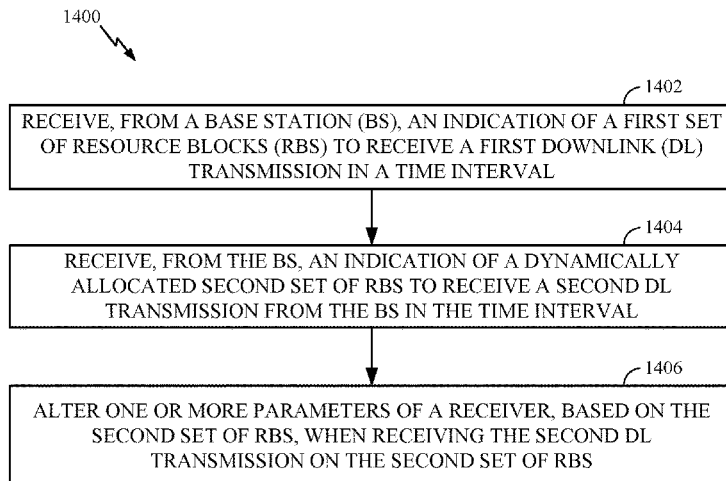 1400
1402
RECEIVE, FROM A BASE STATION (BS), AN INDICATION OF A FIRST SET
OF RESOURCE BLOCKS (RBS) TO RECEIVE A FIRST DOWNLINK (DL)
TRANSMISSION IN A TIME INTERVAL
1404
RECEIVE, FROM THE BS, AN INDICATION OF A DYNAMICALLY
ALLOCATED SECOND SET OF RBS TO RECEIVE A SECOND DL
TRANSMISSION FROM THE BS IN THE TIME INTERVAL
1406
ALTER ONE OR MORE PARAMETERS OF A RECEIVER, BASED ON THE
SECOND SET OF RBS, WHEN RECEIVING THE SECOND DL
TRANSMISSION ON THE SECOND SET OF RBS